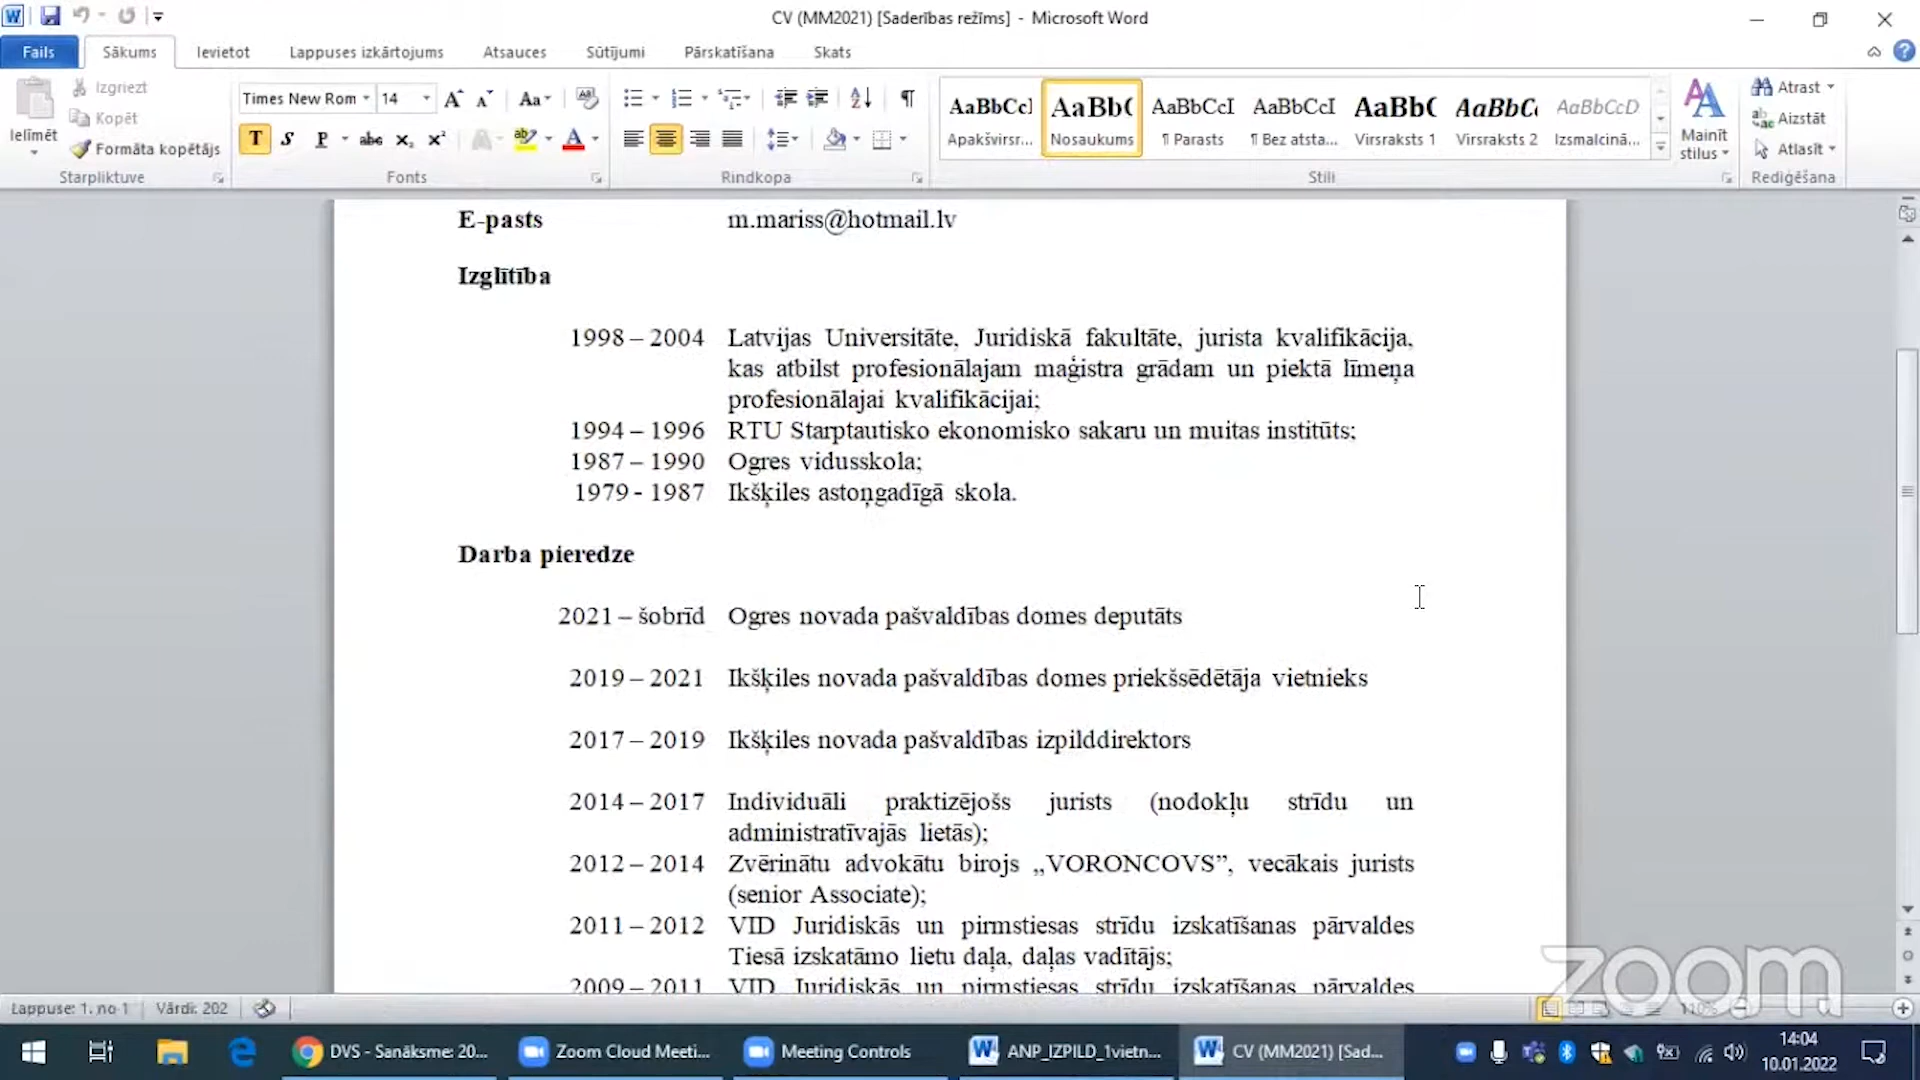 CV (MM2021) [Saderības režīms] - Microsoft Word
Fails Sākums Ievietot Lappuses izkārtojums Atsauces Sūtījumi Pārskatīšana Skats
Ielīmēt
Izgriezt
Kopēt
Formāta kopētājs
Starpliktuve
Times New Rom 14
Fonts
Rindkopa
AaBbCcI AaBbC AaBbCcI AaBbCcI AaBbC AaBbC AaBbCcD
Apakšvirsr... Nosaukums ¶ Parasts ¶ Bez atsta... Virsraksts 1 Virsraksts 2 Izsmalcinā...
Stili
Mainīt
stilus
Atrast
Aizstāt
Atlasīt
Rediģēšana
E-pasts m.mariss@hotmail.lv
Izglītība
1998 – 2004 Latvijas Universitāte, Juridiskā fakultāte, jurista kvalifikācija,
kas atbilst profesionālajam maģistra grādam un piektā līmeņa
profesionālajai kvalifikācijai;
1994 – 1996 RTU Starptautisko ekonomisko sakaru un muitas institūts;
1987 – 1990 Ogres vidusskola;
1979 - 1987 Ikšķiles astoņgadīgā skola.
Darba pieredze
2021 – šobrīd Ogres novada pašvaldības domes deputāts
2019 – 2021 Ikšķiles novada pašvaldības domes priekšsēdētāja vietnieks
2017 – 2019 Ikšķiles novada pašvaldības izpilddirektors
2014 – 2017 Individuāli praktizējošs jurists (nodokļu strīdu un
administratīvajās lietās);
2012 – 2014 Zvērinātu advokātu birojs „VORONCOVS”, vecākais jurists
(senior Associate);
2011 – 2012 VID Juridiskās un pirmstiesas strīdu izskatīšanas pārvaldes
Tiesā izskatāmo lietu daļa, daļas vadītājs;
2009 – 2011 VID Juridiskās un pirmstiesas strīdu izskatīšanas pārvaldes
zoom
Lappuse: 1. no 1 Vārdi: 202 110%
DVS - Sanāksme: 20... Zoom Cloud Meeti... Meeting Controls ANP_IZPILD_1vietn... CV (MM2021) [Sad...
14:04
10.01.2022